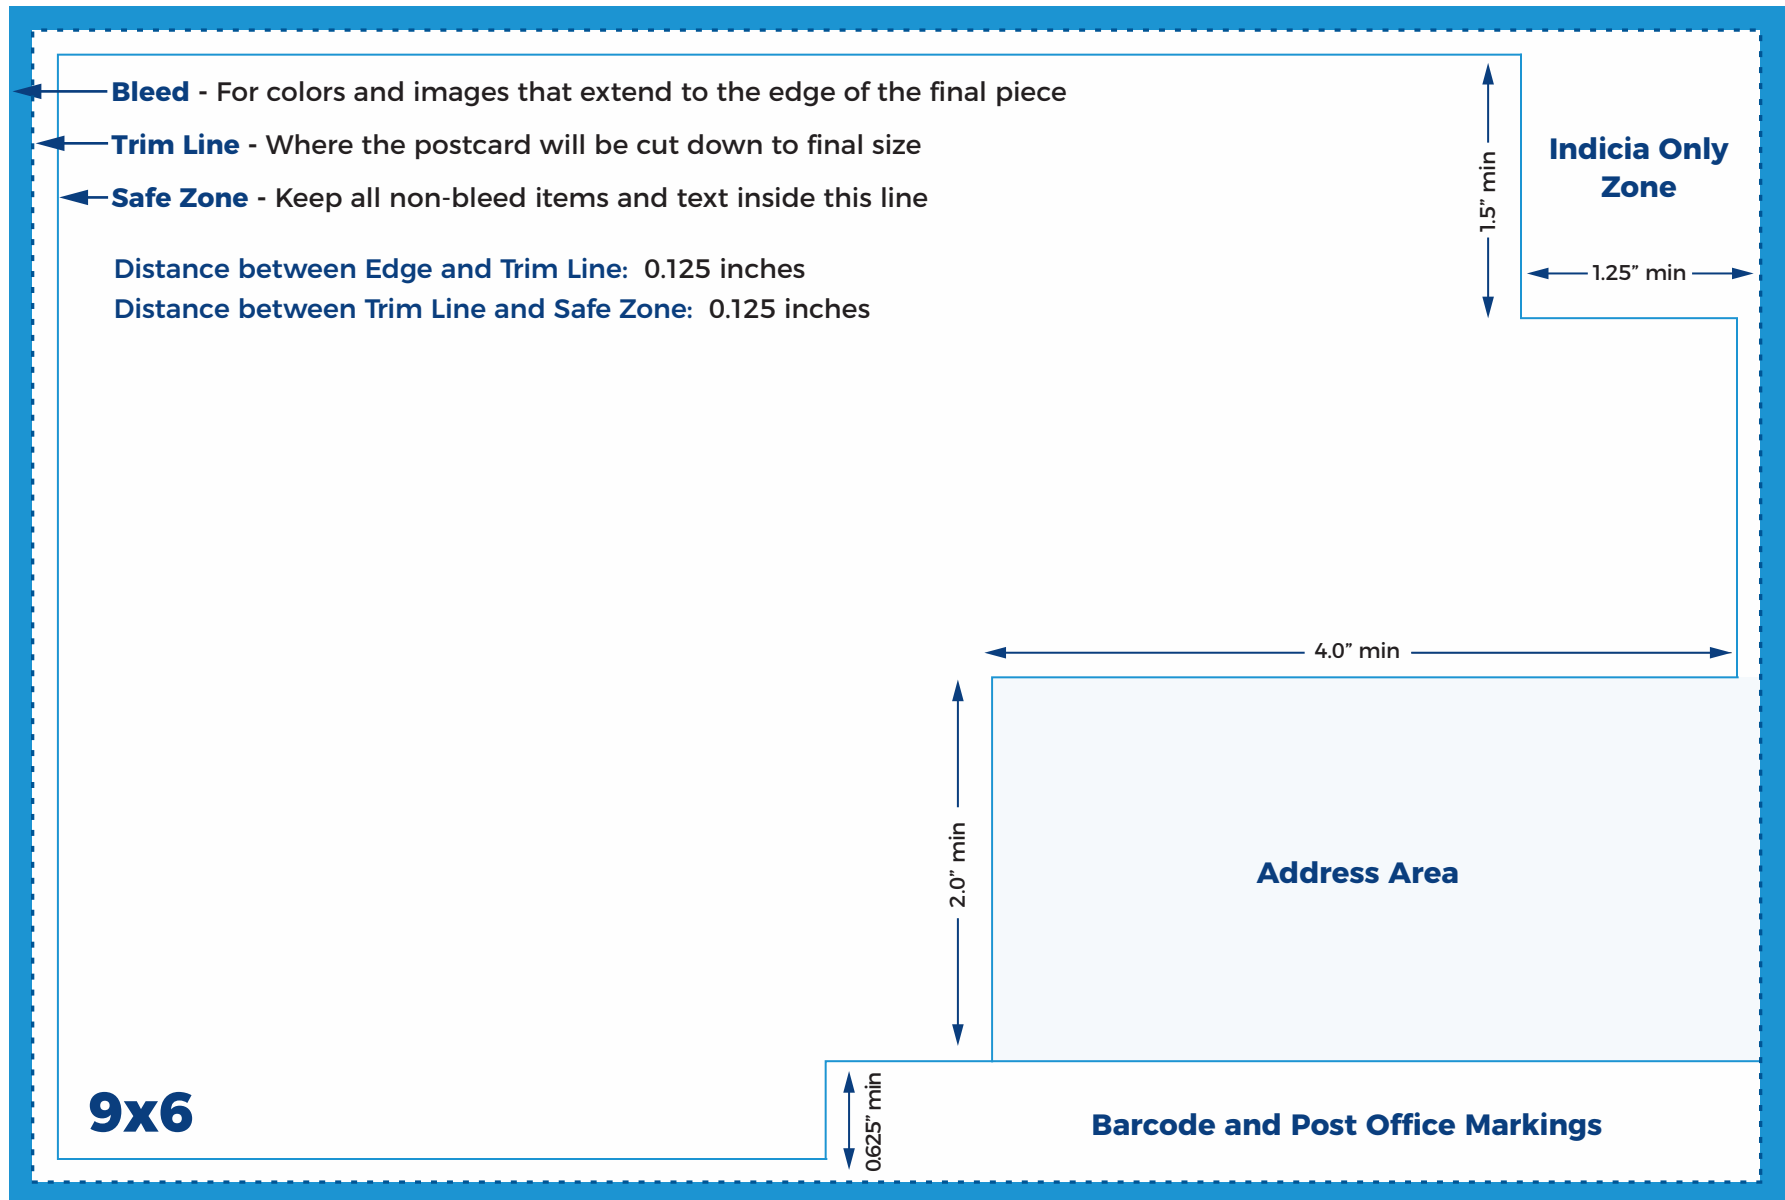 Bleed - For colors and images that extend to the edge of the final piece
Trim Line - Where the postcard will be cut down to final size
Safe Zone - Keep all non-bleed items and text inside this line
Distance between Edge and Trim Line: 0.125 inches
Distance between Trim Line and Safe Zone: 0.125 inches
1.5” min
Indicia Only
Zone
1.25” min
4.0” min
2.0” min
Address Area
9x6
0.625” min
Barcode and Post Office Markings